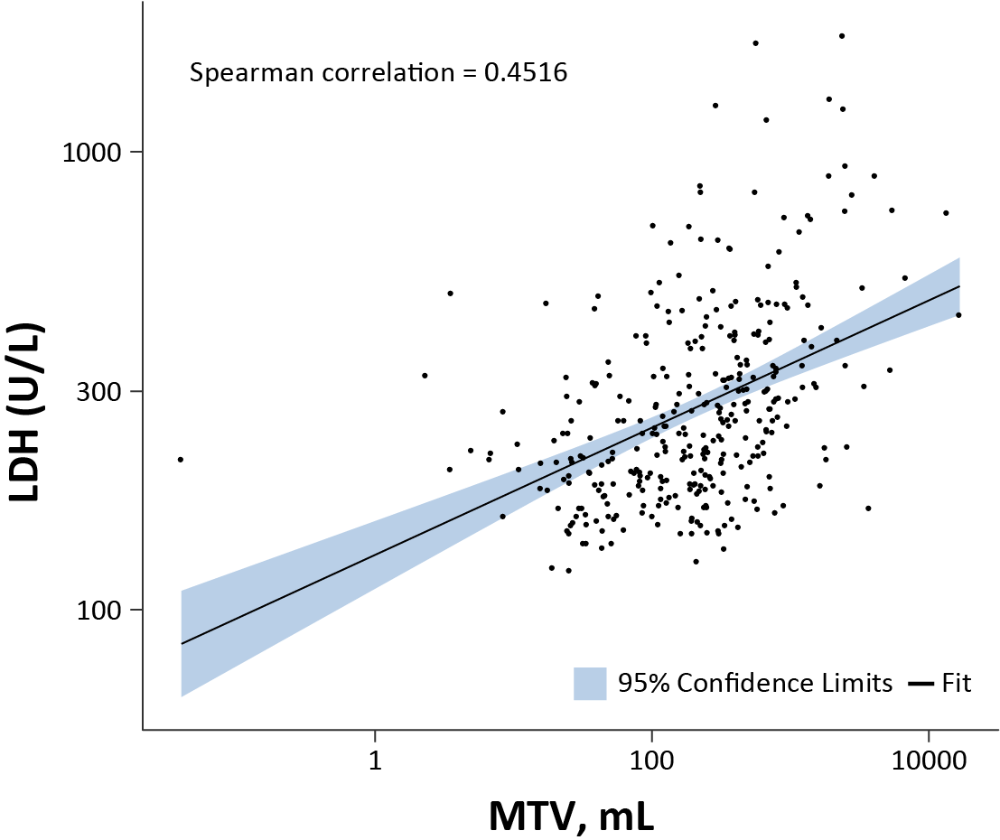 Spearman correlation = 0.4516
1000
300
100
LDH (U/L)
95% Confidence Limits
Fit
1
100
10000
MTV, mL